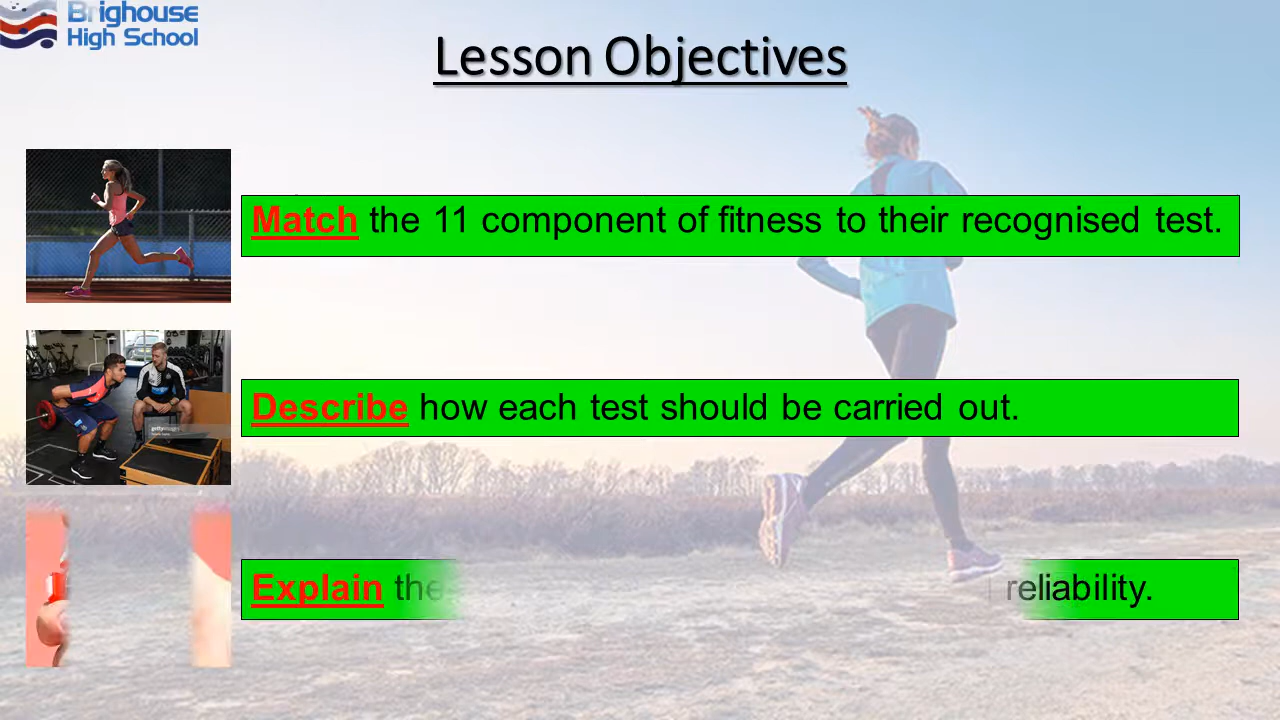 Brighouse
High School
Lesson Objectives
Match the 11 component of fitness to their recognised test.
Describe how each test should be carried out.
gettyimages
Explain the reliability.